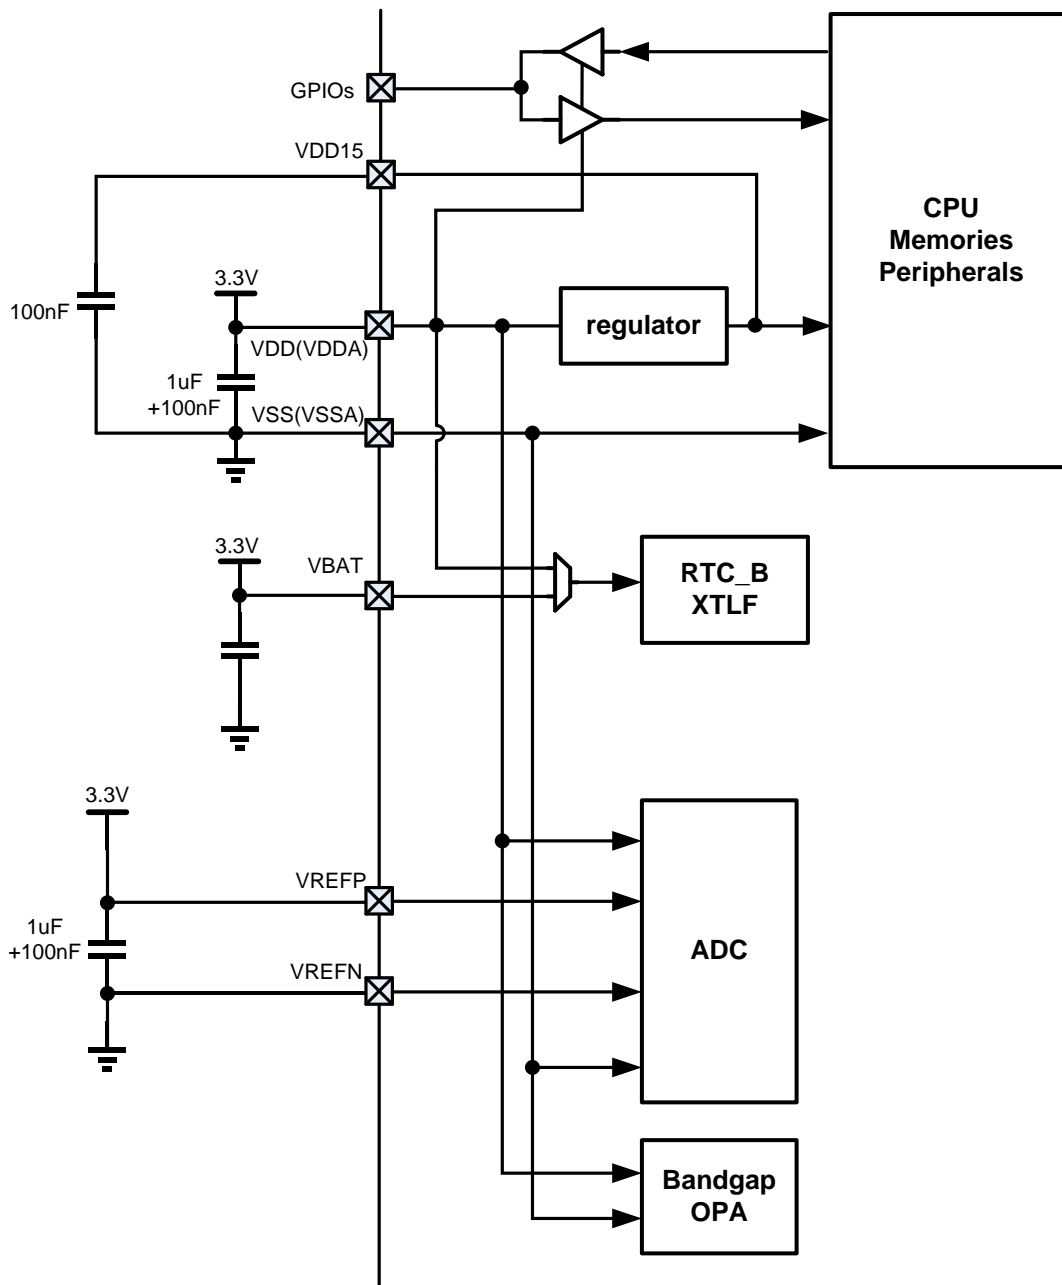 GPIOs
VDD15
CPU
Memories
Peripherals
3.3V
100nF
regulator
VDD(VDDA)
1uF
+100nF
VSS(VSSA)
3.3V
VBAT
RTC_B
XTLF
3.3V
VREFP
1uF
+100nF
ADC
VREFN
Bandgap
OPA